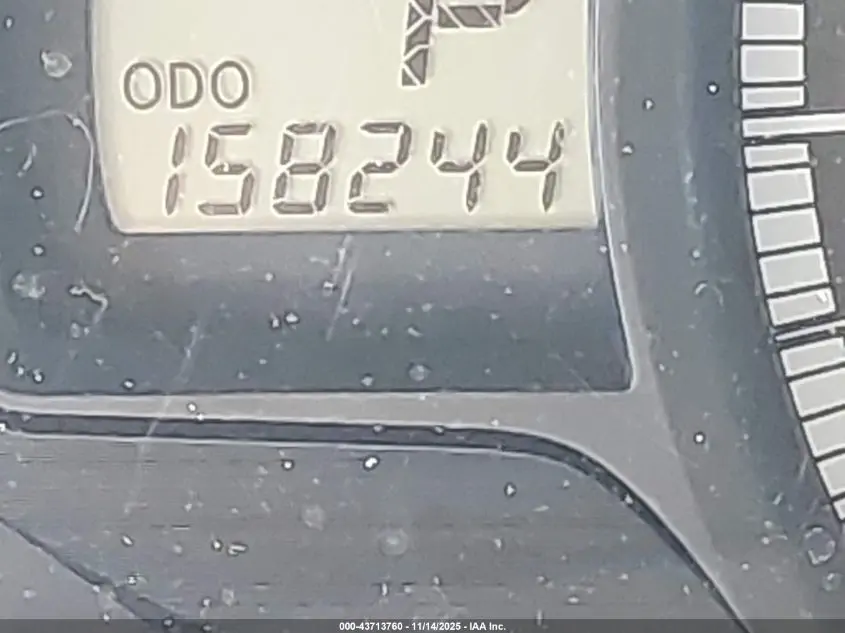 P
ODO
158244
000-43713760 - 11/14/2025 - IAA Inc.